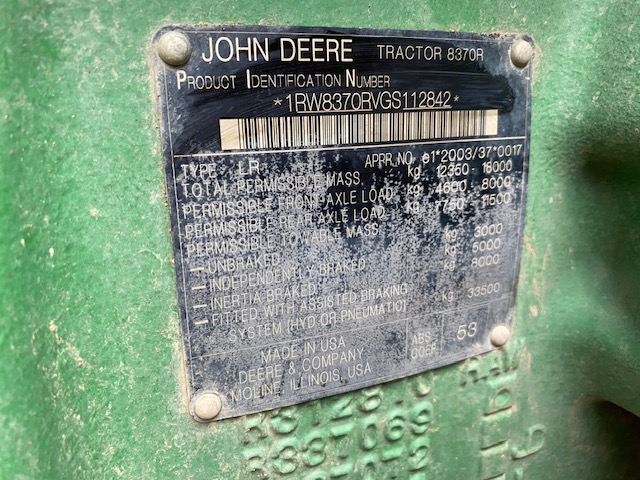 JOHN DEERE TRACTOR 8370R
PRODUCT IDENTIFICATION NUMBER
*1RW8370RVGS112842*
TYPE LR APPR.NO. e1*2003/37*0017
TOTAL PERMISSIBLE MASS kg 12350 - 16000
PERMISSIBLE FRONT AXLE LOAD kg 4600 - 8000
PERMISSIBLE REAR AXLE LOAD kg 7750 - 11500
PERMISSIBLE TOWABLE MASS
— UNBRAKED kg 3000
— INDEPENDENTLY BRAKED kg 6000
— INERTIA BRAKED kg 8000
— FITTED WITH ASSISTED BRAKING kg 33500
SYSTEM (HYD OR PNEUMATIC)
MADE IN USA
DEERE & COMPANY
MOLINE, ILLINOIS, USA
ABS. COEF. 53